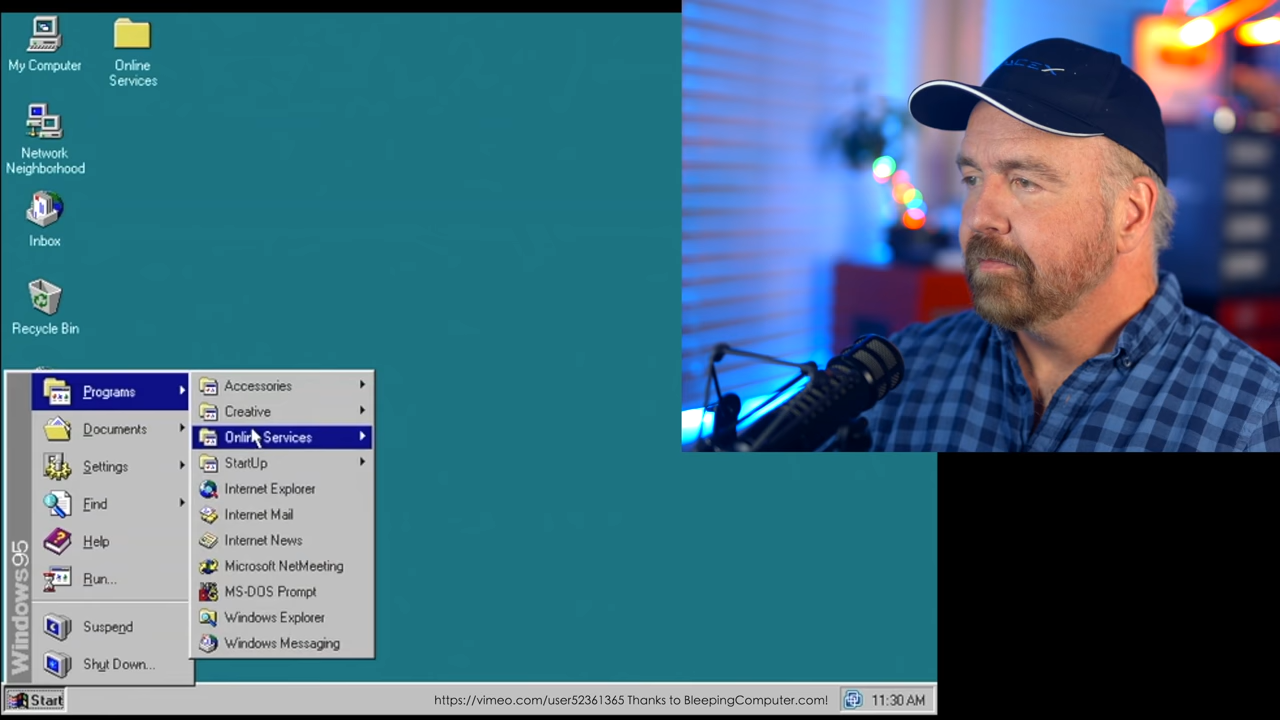 My Computer
Online
Services
Network
Neighborhood
Inbox
Recycle Bin
Programs
Documents
Settings
Find
Help
Run...
Suspend
Shut Down...
Windows95
Accessories
Creative
Online Services
StartUp
Internet Explorer
Internet Mail
Internet News
Microsoft NetMeeting
MS-DOS Prompt
Windows Explorer
Windows Messaging
Start
https://vimeo.com/user52361365 Thanks to BleepingComputer.com!
11:30 AM